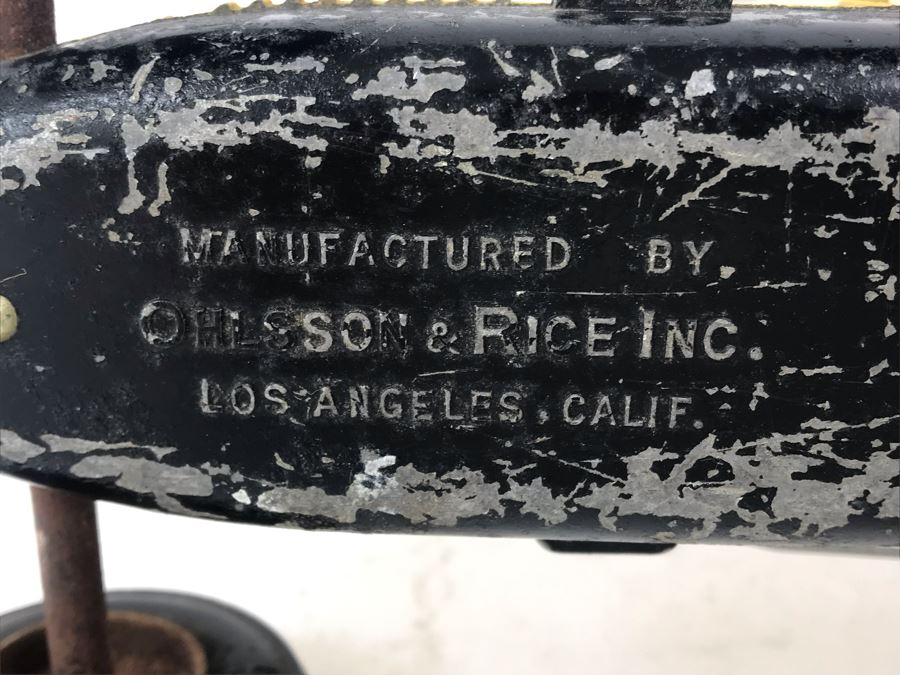 MANUFACTURED BY
OHLSSON & RICE INC.
LOS ANGELES. CALIF.